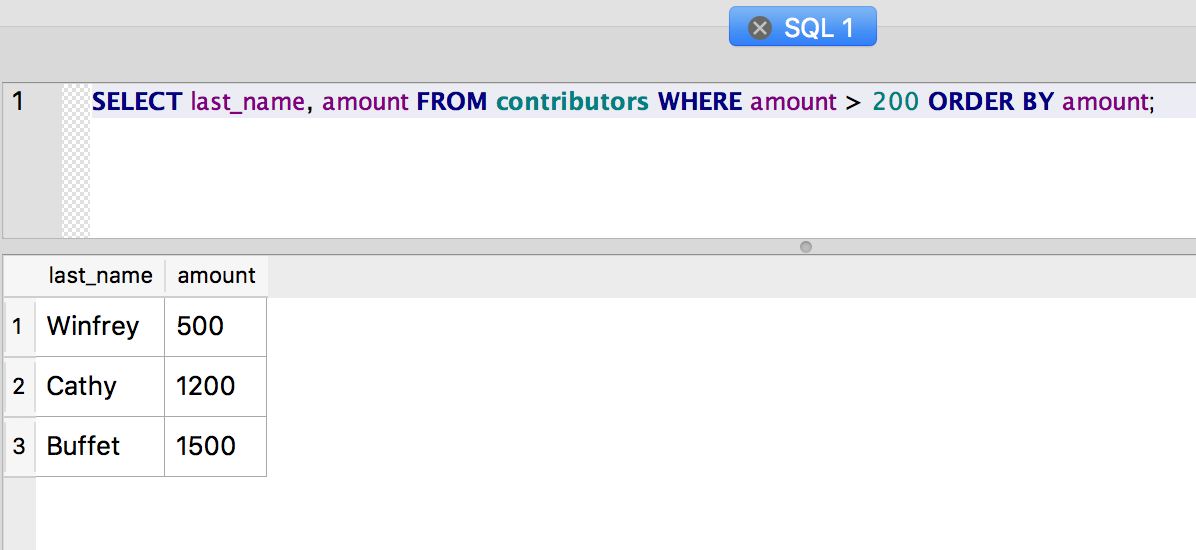 SQL 1
1 SELECT last_name, amount FROM contributors WHERE amount > 200 ORDER BY amount;
last_name amount
1 Winfrey 500
2 Cathy 1200
3 Buffet 1500